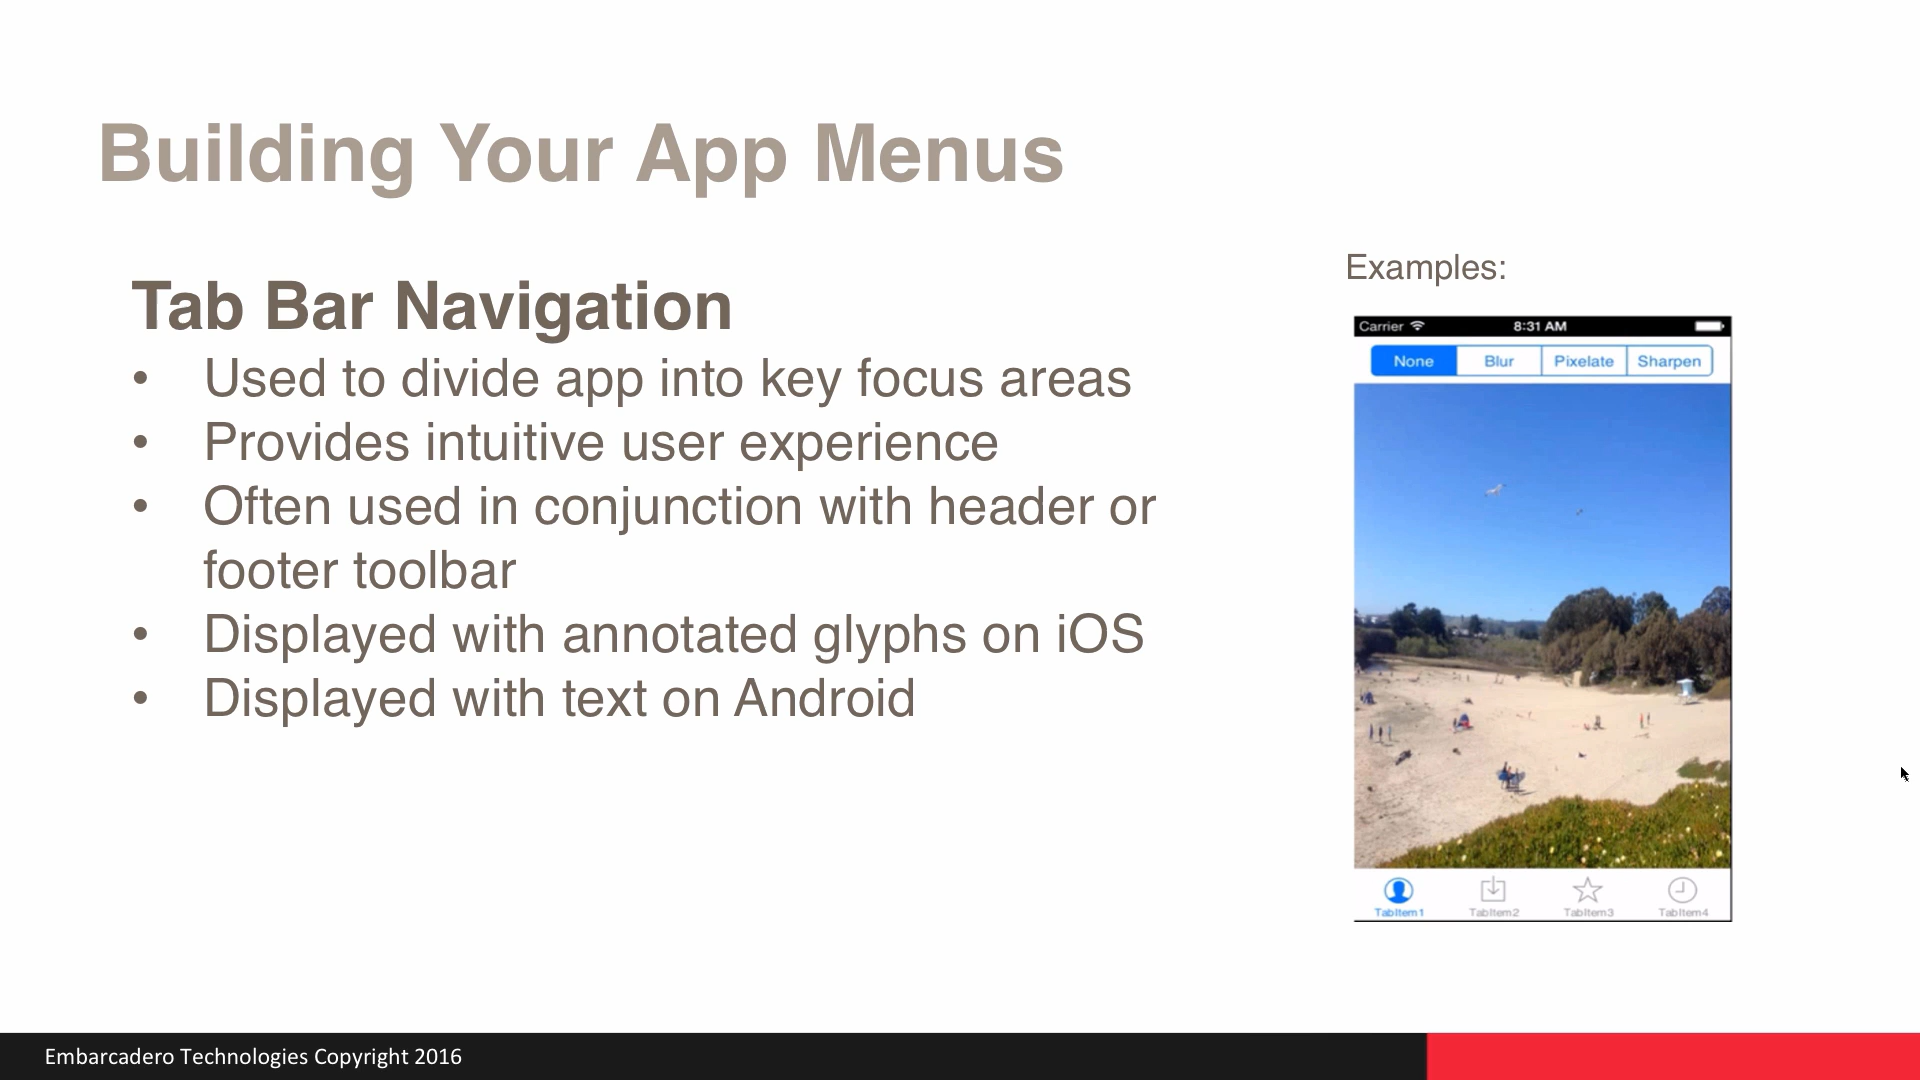 Building Your App Menus
Tab Bar Navigation
• Used to divide app into key focus areas
• Provides intuitive user experience
• Often used in conjunction with header or
footer toolbar
• Displayed with annotated glyphs on iOS
• Displayed with text on Android
Examples:
Carrier 8:31 AM
None Blur Pixelate Sharpen
TabItem1 TabItem2 TabItem3 TabItem4
Embarcadero Technologies Copyright 2016